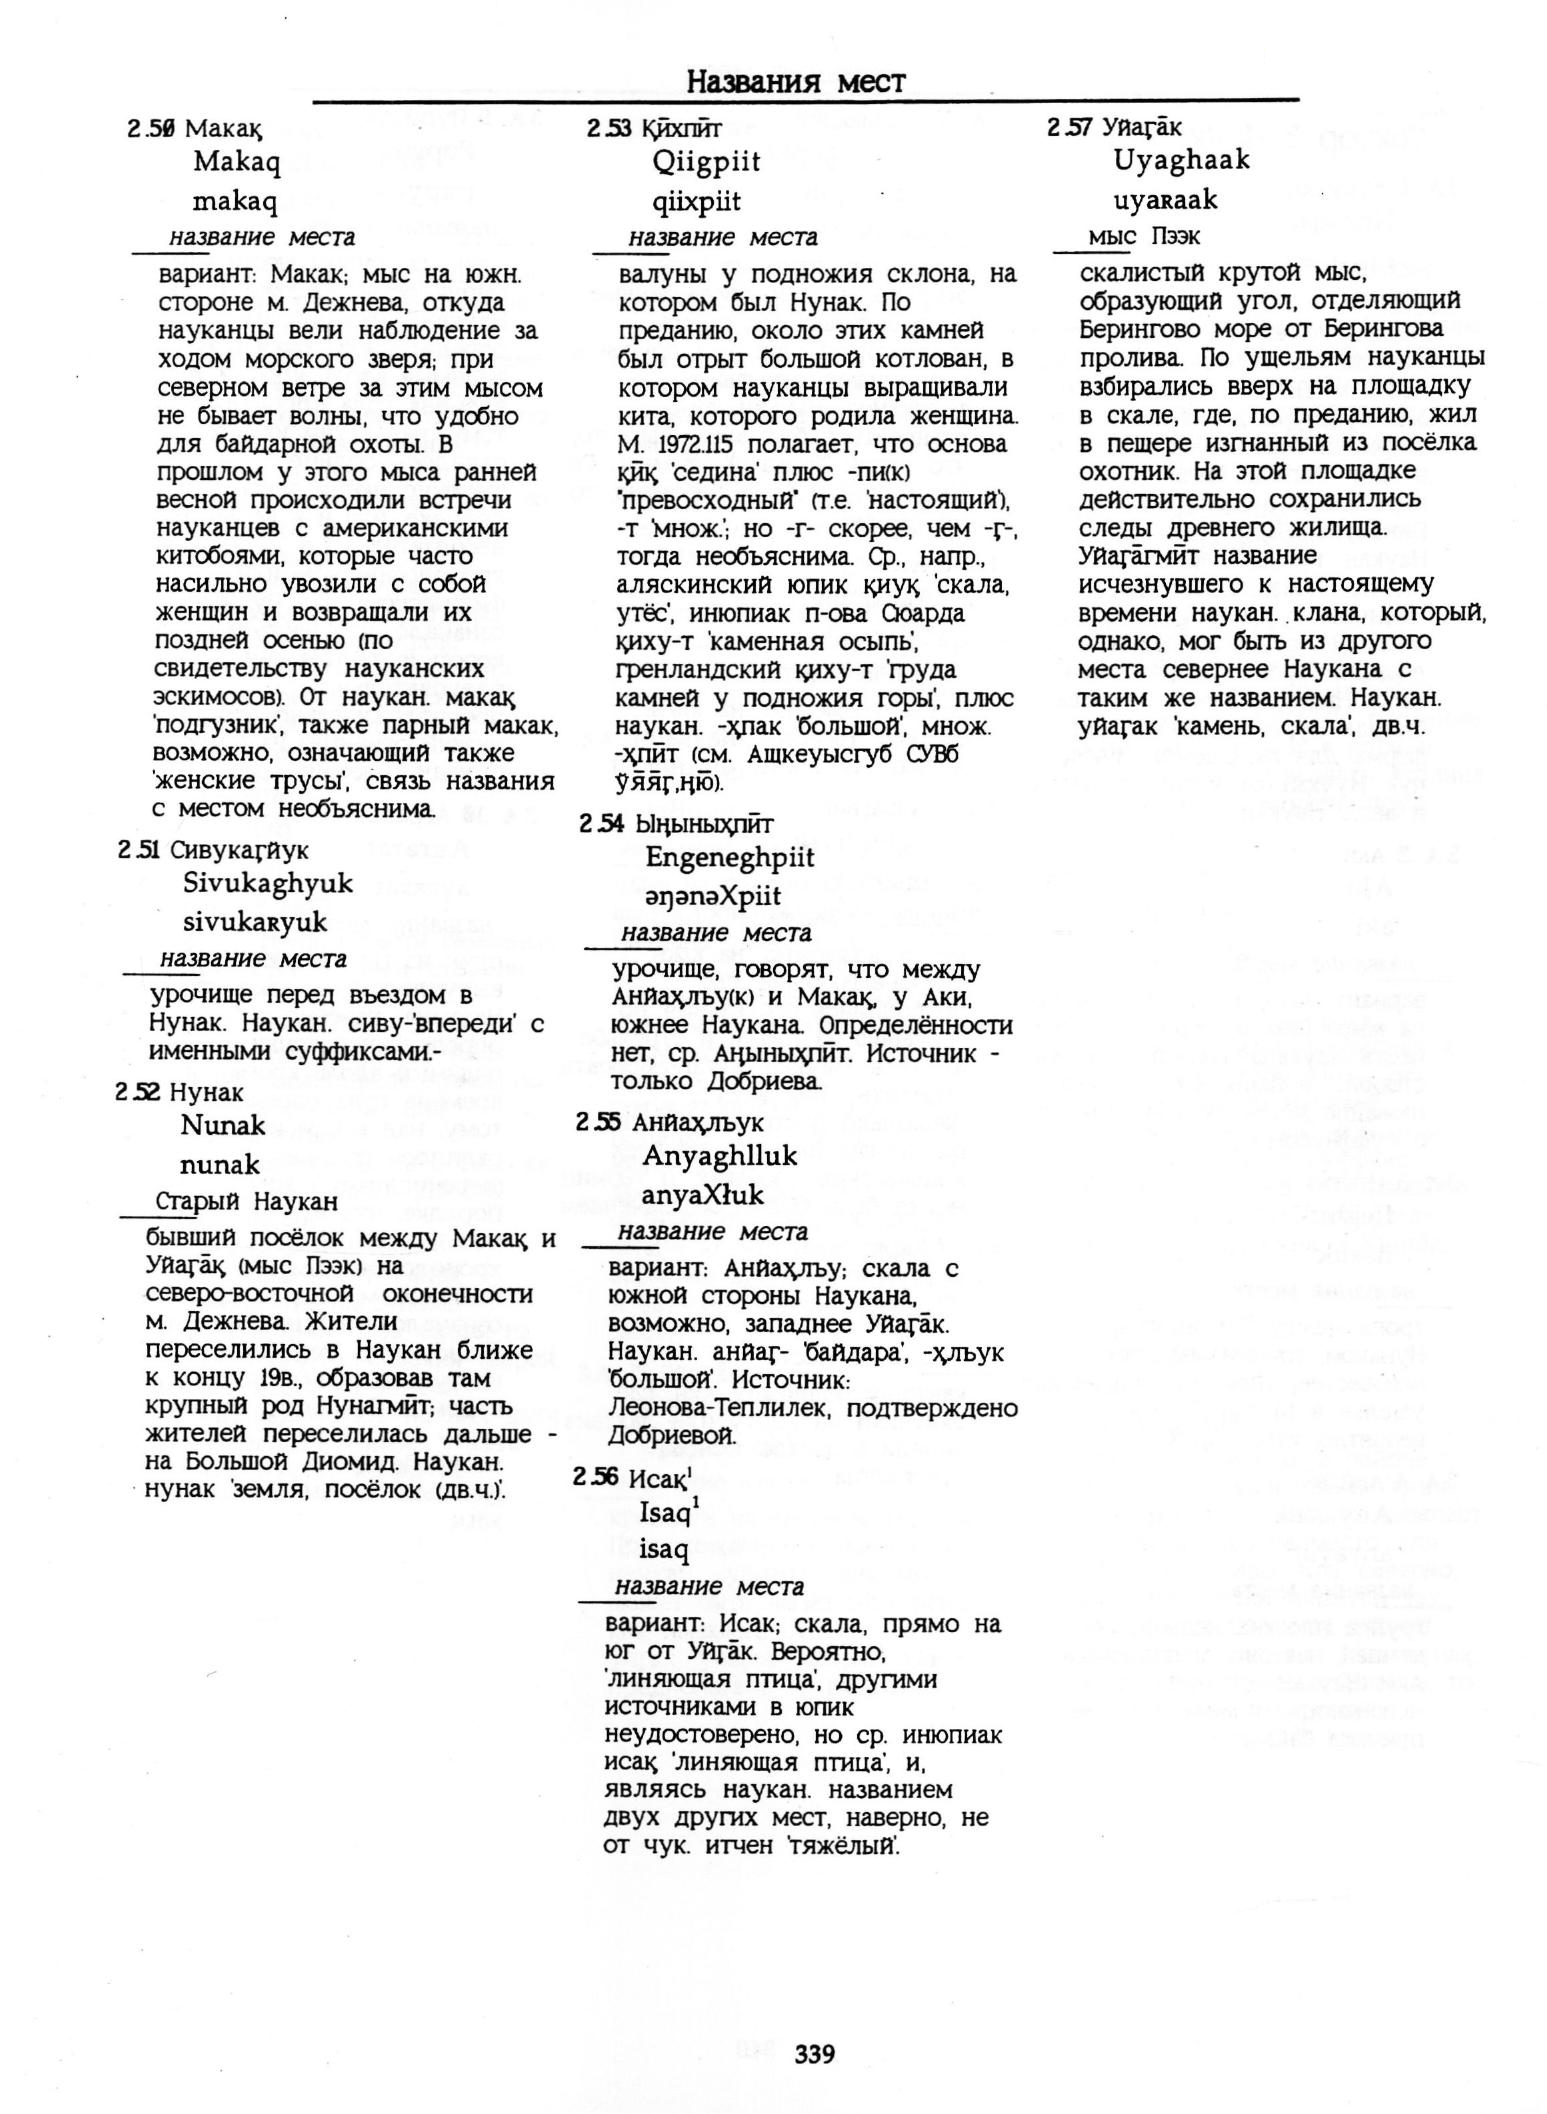 Названия мест
2.50 Макаӄ
Makaq
makaq
название места
вариант: Макак; мыс на южн.
стороне м. Дежнева, откуда
науканцы вели наблюдение за
ходом морского зверя; при
северном ветре за этим мысом
не бывает волны, что удобно
для байдарной охоты. В
прошлом у этого мыса ранней
весной происходили встречи
науканцев с американскими
китобоями, которые часто
насильно увозили с собой
женщин и возвращали их
поздней осенью (по
свидетельству науканских
эскимосов). От наукан. макаӄ
'подгузник', также парный макак,
возможно, означающий также
'женские трусы', связь названия
с местом необъяснима.
2.51 Сивукаӷйук
Sivukaghyuk
sivukaʀyuk
название места
урочище перед въездом в
Нунак. Наукан. сиву-'впереди' с
именными суффиксами.-
2.52 Нунак
Nunak
nunak
Старый Наукан
бывший посёлок между Макаӄ и
Уйаӷа̄ӄ (мыс Пээк) на
северо-восточной оконечности
м. Дежнева. Жители
переселились в Наукан ближе
к концу 19в., образовав там
крупный род Нунагмӣт; часть
жителей переселилась дальше -
на Большой Диомид. Наукан.
нунак 'земля, посёлок (дв.ч.)'.
2.53 Ӄӣхпӣт
Qiigpiit
qiixpiit
название места
валуны у подножия склона, на
котором был Нунак. По
преданию, около этих камней
был отрыт большой котлован, в
котором науканцы выращивали
кита, которого родила женщина.
М. 1972.115 полагает, что основа
ӄӣӄ 'седина' плюс -пи(к)
"превосходный" (т.е. 'настоящий'),
-т 'множ.'; но -г- скорее, чем -ӷ-,
тогда необъяснима. Ср., напр.,
аляскинский юпик ӄиуӄ 'скала,
утёс', инюпиак п-ова Сюарда
ӄиху-т 'каменная осыпь',
гренландский ӄиху-т 'груда
камней у подножия горы', плюс
наукан. -ӽпак 'большой', множ.
-ӽпӣт (см. Ащкеуысгуб СУВб
ӯя̄я̄ӷ,ӊю̄).
2.54 Ыӊыныӽпӣт
Engeneghpiit
əŋənəXpiit
название места
урочище, говорят, что между
Анйаӽлъу(к) и Макаӄ, у Аки,
южнее Наукана. Определённости
нет, ср. Аӊыныӽпӣт. Источник -
только Добриева.
2.55 Анйаӽлъук
Anyaghlluk
anyaXłuk
название места
вариант: Анйаӽлъу; скала с
южной стороны Наукана,
возможно, западнее Уйаӷа̄к.
Наукан. анйаӷ- 'байдара', -ӽлъук
'большой'. Источник:
Леонова-Теплилек, подтверждено
Добриевой.
2.56 Исаӄ¹
Isaq¹
isaq
название места
вариант: Исак; скала, прямо на
юг от Уйӷа̄к. Вероятно,
'линяющая птица', другими
источниками в юпик
неудостоверено, но ср. инюпиак
исаӄ 'линяющая птица', и,
являясь наукан. названием
двух других мест, наверно, не
от чук. итчен 'тяжёлый'.
2.57 Уйаӷа̄к
Uyaghaak
uyaʀaak
мыс Пээк
скалистый крутой мыс,
образующий угол, отделяющий
Берингово море от Берингова
пролива. По ущельям науканцы
взбирались вверх на площадку
в скале, где, по преданию, жил
в пещере изгнанный из посёлка
охотник. На этой площадке
действительно сохранились
следы древнего жилища.
Уйаӷа̄гмӣт название
исчезнувшего к настоящему
времени наукан. клана, который,
однако, мог быть из другого
места севернее Наукана с
таким же названием. Наукан.
уйаӷак 'камень, скала', дв.ч.
339